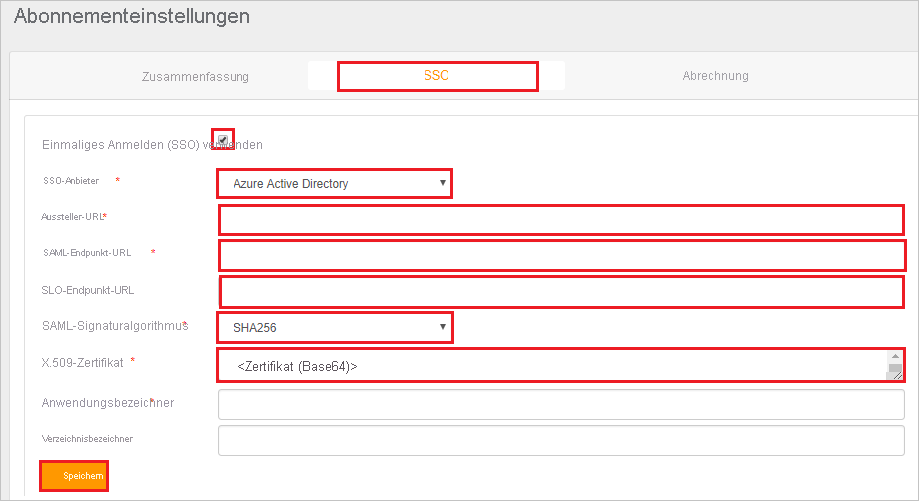 Abonnementeinstellungen
Zusammenfassung SSO Abrechnung
Einmaliges Anmelden (SSO) verwenden
SSO-Anbieter * Azure Active Directory
Aussteller-URL*
SAML-Endpunkt-URL *
SLO-Endpunkt-URL
SAML-Signaturalgorithmus* SHA256
X.509-Zertifikat * <Zertifikat (Base64)>
Anwendungsbezeichner*
Verzeichnisbezeichner
Speichern